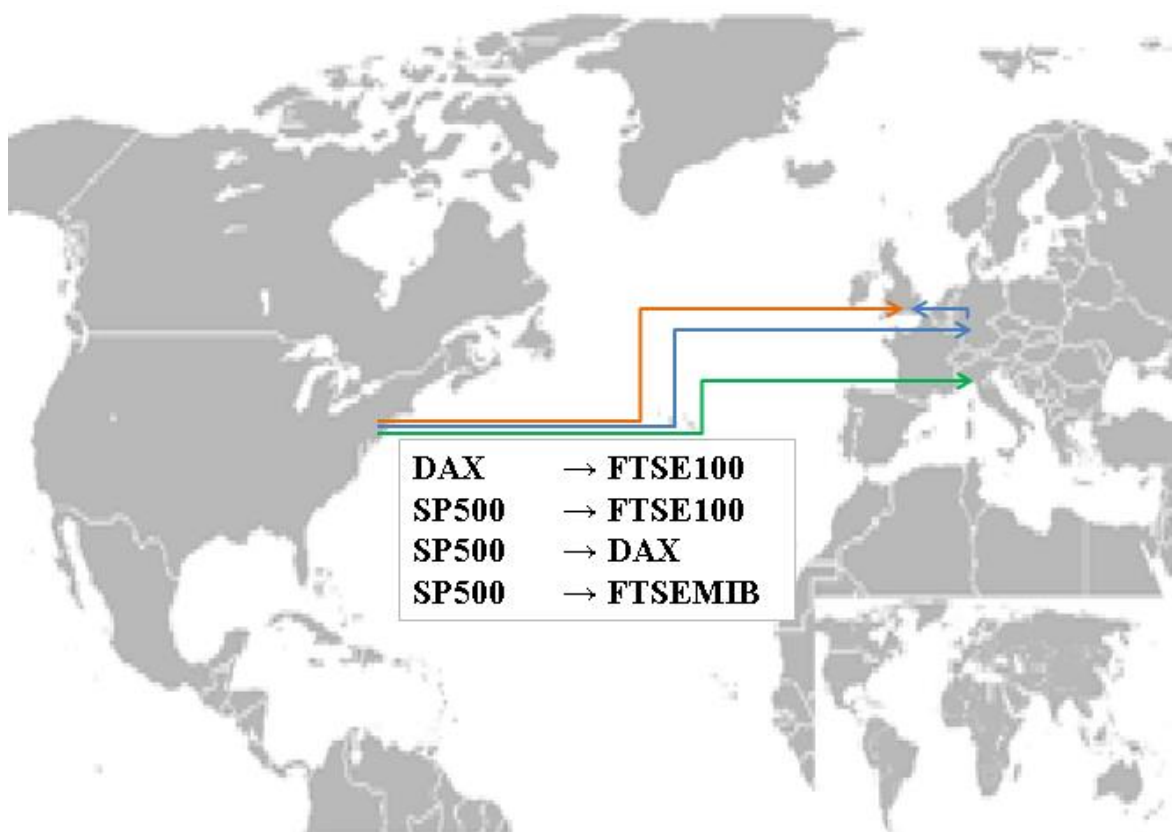 DAX → FTSE100
SP500 → FTSE100
SP500 → DAX
SP500 → FTSEMIB